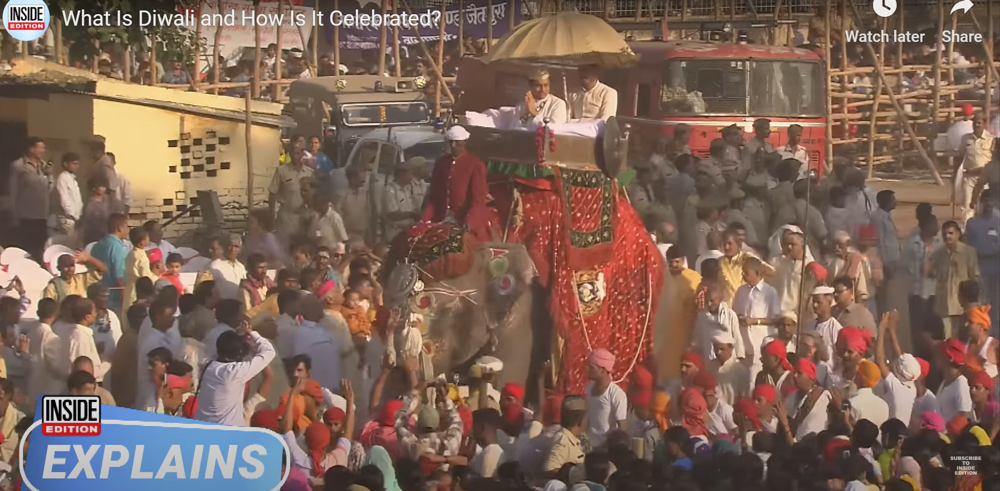 INSIDE
EDITION
What Is Diwali and How Is It Celebrated?
Watch later
Share
INSIDE
EDITION
EXPLAINS
SUBSCRIBE
TO
INSIDE
EDITION